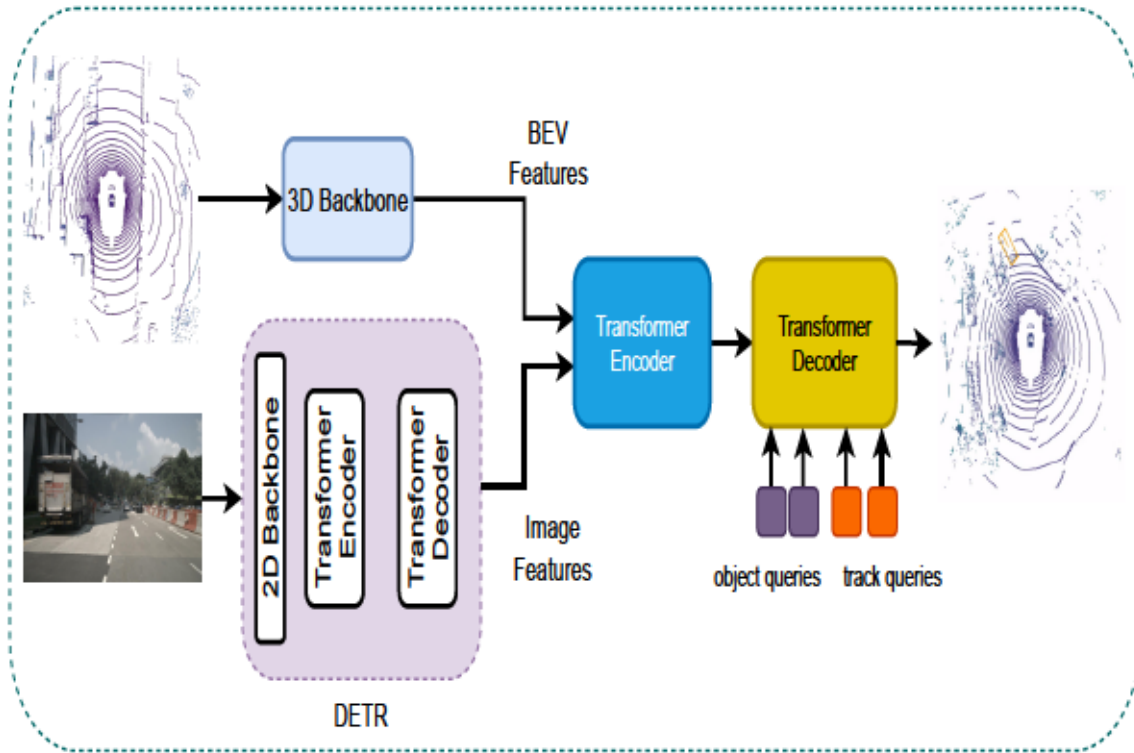 BEV
Features
3D Backbone
Transformer
Encoder
Transformer
Decoder
2D Backbone
Transformer
Encoder
Transformer
Decoder
Image
Features
object queries
track queries
DETR